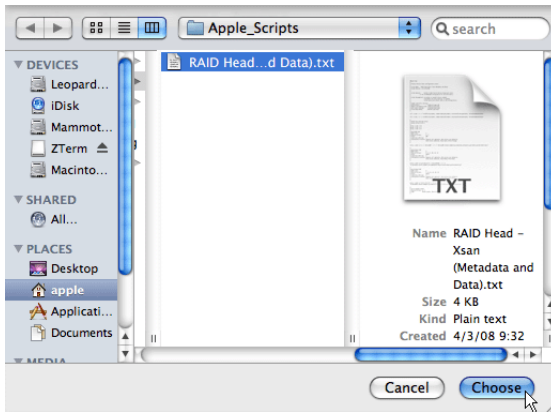 Apple_Scripts
search
DEVICES
Leopard...
iDisk
Mammot...
ZTerm
Macinto...
SHARED
All...
PLACES
Desktop
apple
Applicati...
Documents
MEDIA
RAID Head...d Data).txt
TXT
Name RAID Head –
Xsan
(Metadata and
Data).txt
Size 4 KB
Kind Plain text
Created 4/3/08 9:32
Cancel
Choose